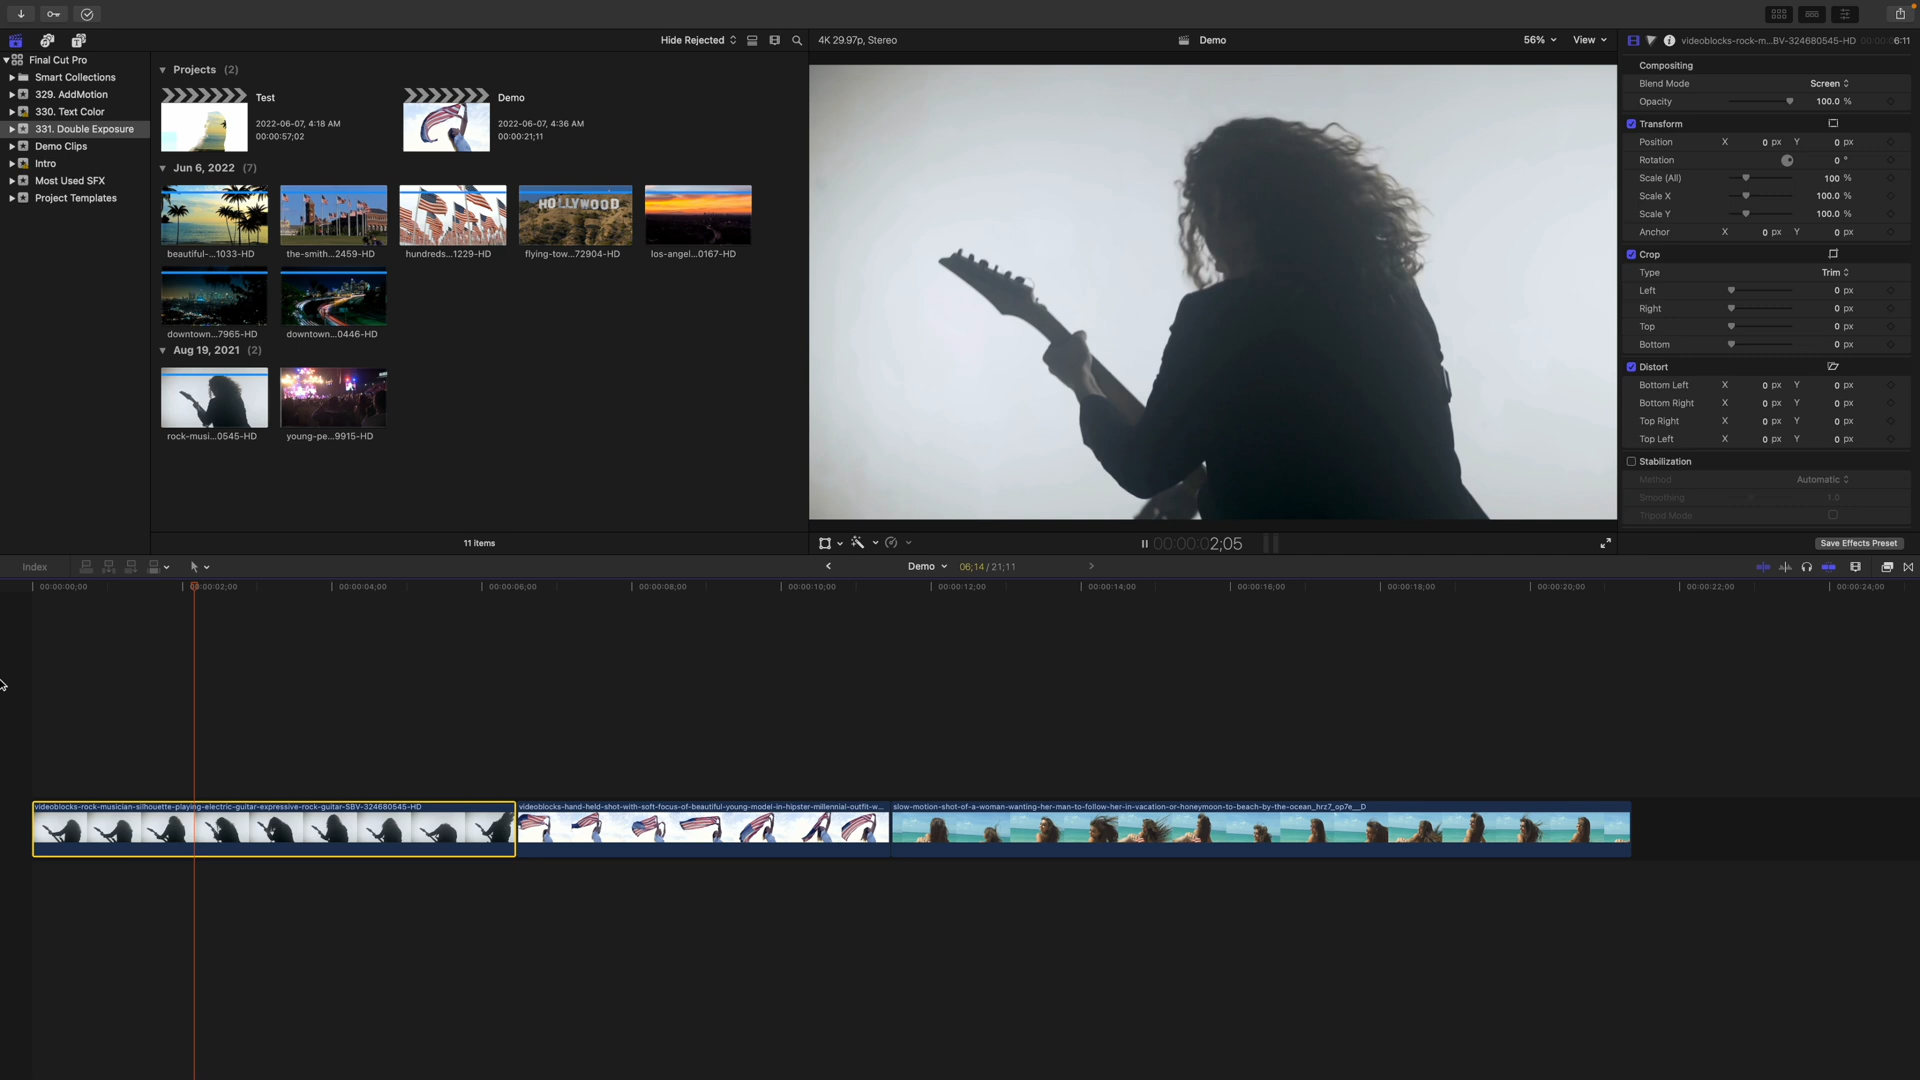 Hide Rejected
4K 29.97p, Stereo
Demo
56%
View
videoblocks-rock-m...BV-324680545-HD
00:00:06:11
Final Cut Pro
Smart Collections
329. AddMotion
330. Text Color
331. Double Exposure
Demo Clips
Intro
Most Used SFX
Project Templates
Projects (2)
Test
2022-06-07, 4:18 AM
00:00:57;02
Demo
2022-06-07, 4:36 AM
00:00:21;11
Jun 6, 2022 (7)
HOLLYWOOD
beautiful-...1033-HD
the-smith...2459-HD
hundreds...1229-HD
flying-tow...72904-HD
los-angel...0167-HD
downtown...7965-HD
downtown...0446-HD
Aug 19, 2021 (2)
rock-musi...0545-HD
young-pe...9915-HD
11 items
00:00:02;05
Compositing
Blend Mode Screen
Opacity 100.0 %
Transform
Position X 0 px Y 0 px
Rotation 0 °
Scale (All) 100 %
Scale X 100.0 %
Scale Y 100.0 %
Anchor X 0 px Y 0 px
Crop
Type Trim
Left 0 px
Right 0 px
Top 0 px
Bottom 0 px
Distort
Bottom Left X 0 px Y 0 px
Bottom Right X 0 px Y 0 px
Top Right X 0 px Y 0 px
Top Left X 0 px Y 0 px
Stabilization
Method Automatic
Smoothing 1.0
Tripod Mode
Save Effects Preset
Index
Demo
06;14 / 21;11
00:00:00;00
00:00:02;00
00:00:04;00
00:00:06;00
00:00:08;00
00:00:10;00
00:00:12;00
00:00:14;00
00:00:16;00
00:00:18;00
00:00:20;00
00:00:22;00
00:00:24;00
videoblocks-rock-musician-silhouette-playing-electric-guitar-expressive-rock-guitar-SBV-324680545-HD
videoblocks-hand-held-shot-with-soft-focus-of-beautiful-young-model-in-hipster-millennial-outfit-w...
slow-motion-shot-of-a-woman-wanting-her-man-to-follow-her-in-vacation-or-honeymoon-to-beach-by-the-ocean_hrz7_op7e__D